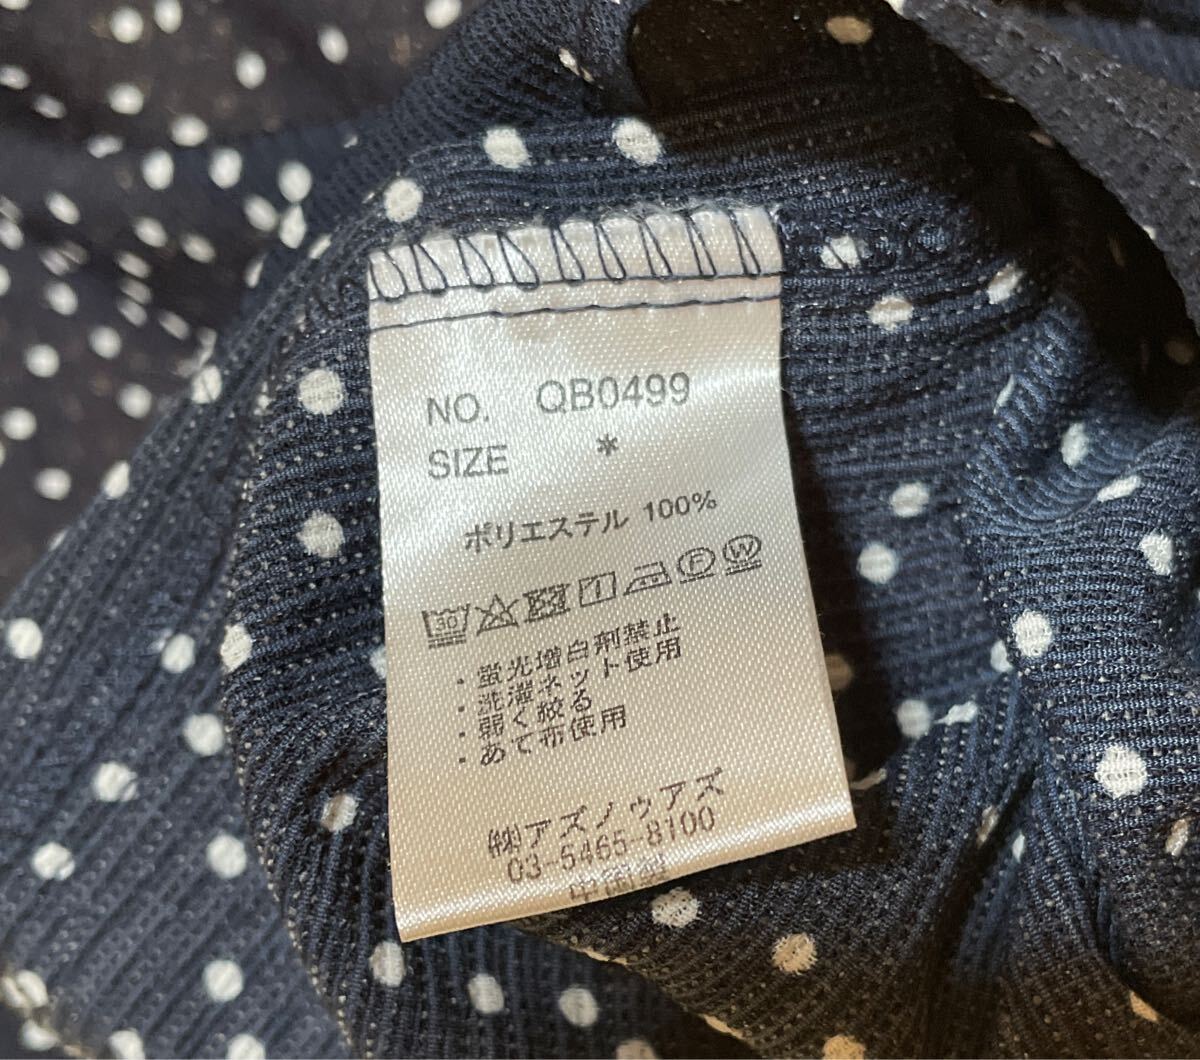 NO. QB0499
SIZE *
ポリエステル 100%
30 F W
・蛍光増白剤禁止
・洗濯ネット使用
・弱く絞る
・あて布使用
㈱アズノゥアズ
03-5465-8100
中国製